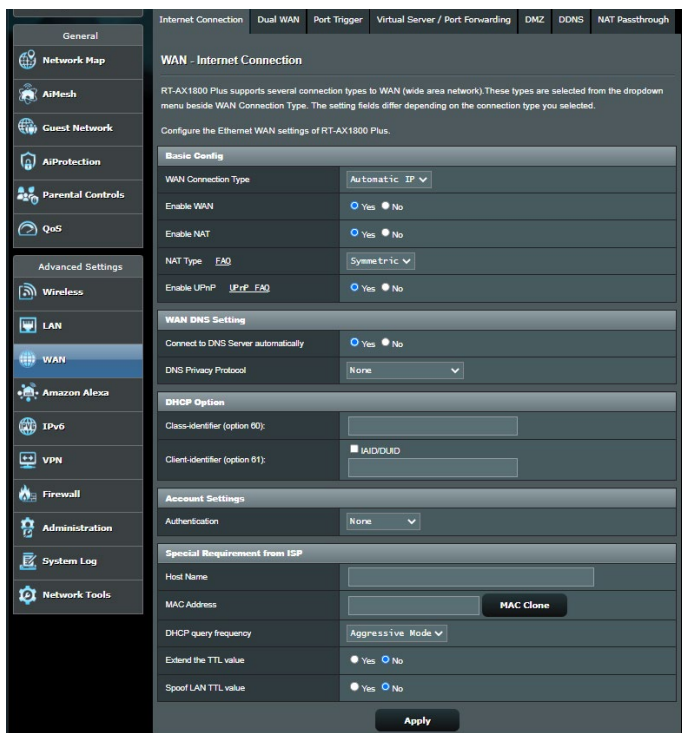 Internet Connection Dual WAN Port Trigger Virtual Server / Port Forwarding DMZ DDNS NAT Passthrough
General
Network Map
AiMesh
Guest Network
AiProtection
Parental Controls
QoS
Advanced Settings
Wireless
LAN
WAN
Amazon Alexa
IPv6
VPN
Firewall
Administration
System Log
Network Tools
WAN - Internet Connection
RT-AX1800 Plus supports several connection types to WAN (wide area network).These types are selected from the dropdown
menu beside WAN Connection Type. The setting fields differ depending on the connection type you selected.
Configure the Ethernet WAN settings of RT-AX1800 Plus.
Basic Config
WAN Connection Type Automatic IP
Enable WAN Yes No
Enable NAT Yes No
NAT Type FAQ Symmetric
Enable UPnP UPnP FAQ Yes No
WAN DNS Setting
Connect to DNS Server automatically Yes No
DNS Privacy Protocol None
DHCP Option
Class-identifier (option 60):
Client-identifier (option 61): IAID/DUID
Account Settings
Authentication None
Special Requirement from ISP
Host Name
MAC Address MAC Clone
DHCP query frequency Aggressive Mode
Extend the TTL value Yes No
Spoof LAN TTL value Yes No
Apply